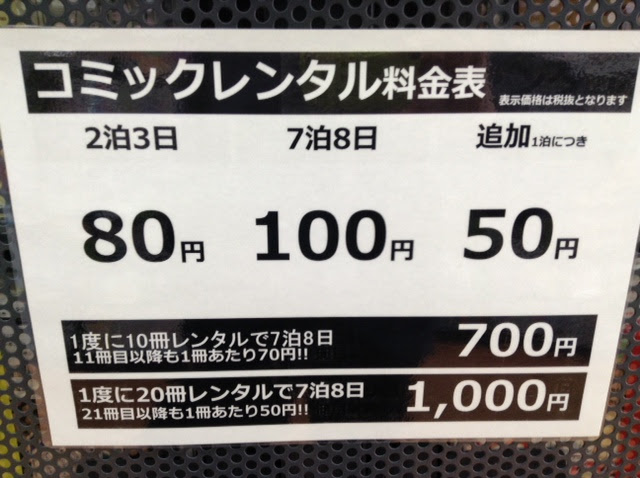 コミックレンタル料金表 表示価格は税抜となります
2泊3日 7泊8日 追加1泊につき
80円 100円 50円
1度に10冊レンタルで7泊8日 700円
11冊目以降も1冊あたり70円!!
1度に20冊レンタルで7泊8日 1,000円
21冊目以降も1冊あたり50円!!